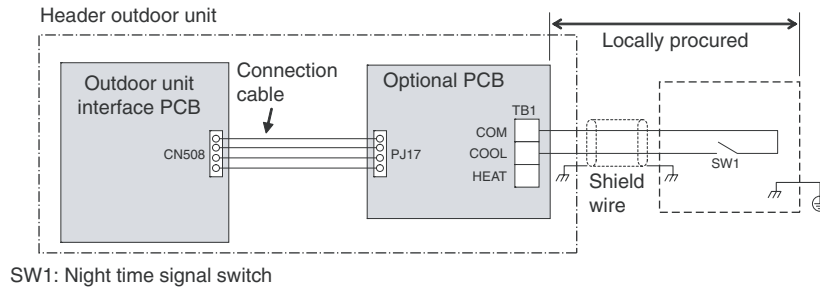 Header outdoor unit
Locally procured
Outdoor unit
interface PCB
Connection
cable
Optional PCB
TB1
COM
COOL
HEAT
CN508
PJ17
SW1
Shield
wire
SW1: Night time signal switch